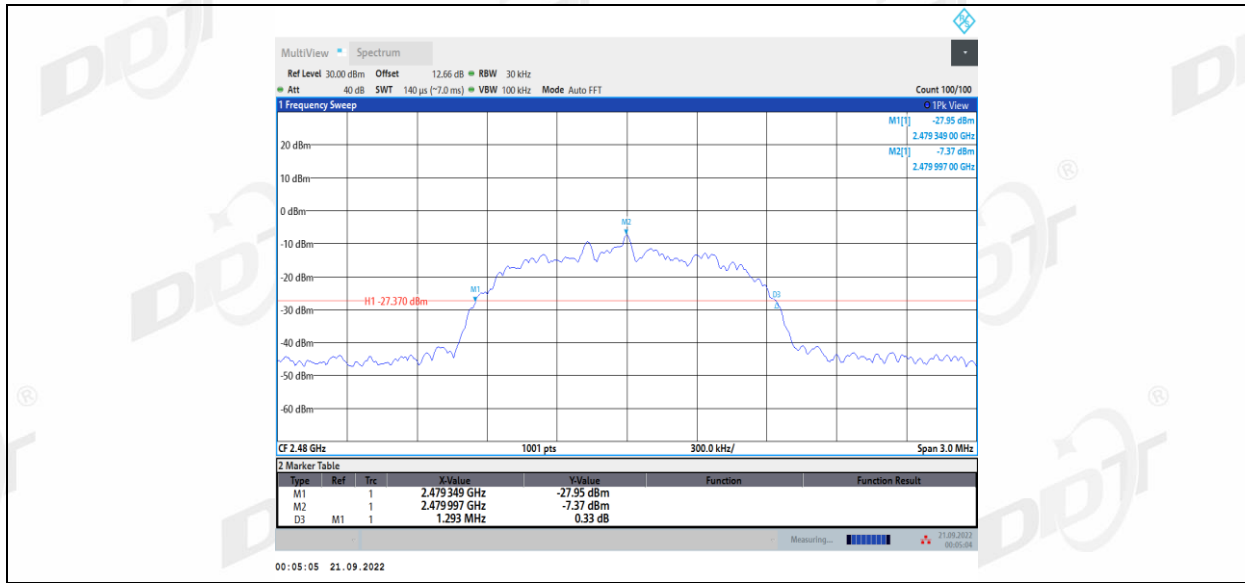 MultiView Spectrum
Ref Level 30.00 dBm Offset 12.66 dB RBW 30 kHz
Att 40 dB SWT 140 µs (~7.0 ms) VBW 100 kHz Mode Auto FFT Count 100/100
1 Frequency Sweep 1Pk View
M1[1] -27.95 dBm
2.479 349 00 GHz
M2[1] -7.37 dBm
2.479 997 00 GHz
20 dBm
10 dBm
0 dBm
M2
-10 dBm
-20 dBm
M1 D3
H1 -27.370 dBm
-30 dBm
-40 dBm
-50 dBm
-60 dBm
CF 2.48 GHz 1001 pts 300.0 kHz/ Span 3.0 MHz
2 Marker Table
Type Ref Trc X-Value Y-Value Function Function Result
M1 1 2.479 349 GHz -27.95 dBm
M2 1 2.479 997 GHz -7.37 dBm
D3 M1 1 1.293 MHz 0.33 dB
Measuring... 21.09.2022
00:05:04
00:05:05 21.09.2022
DDT ®